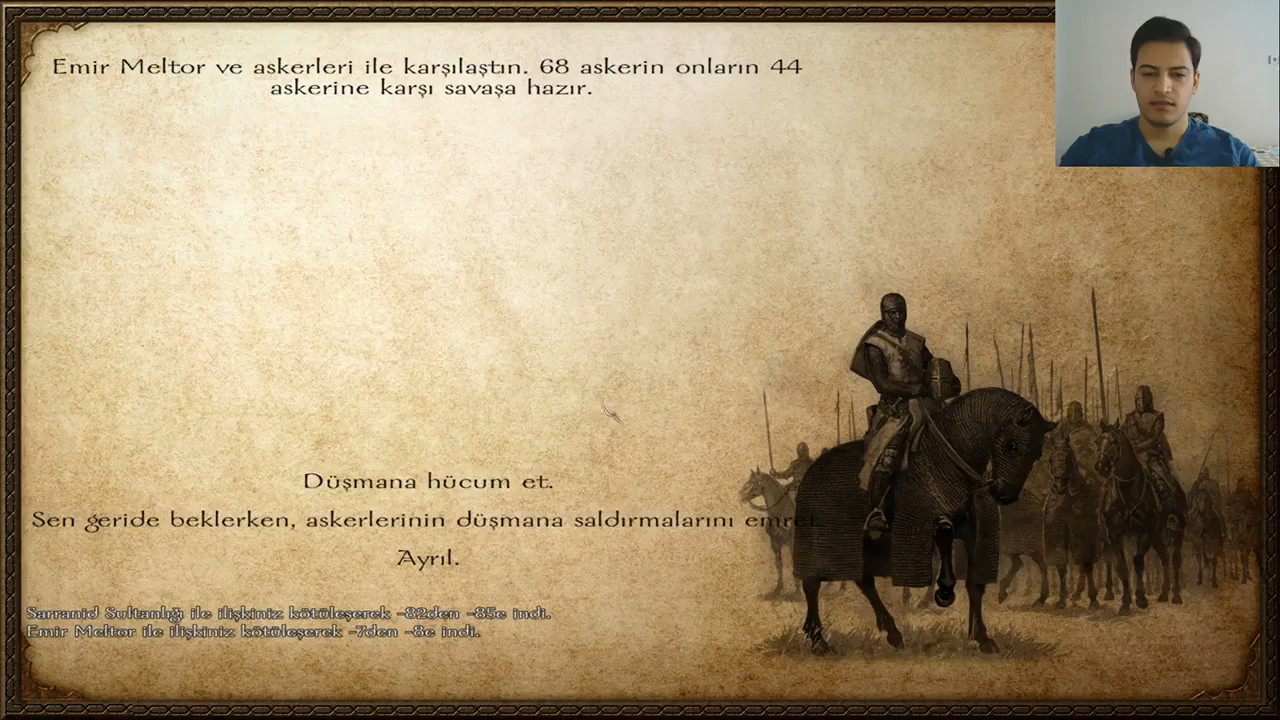 Emir Meltor ve askerleri ile karşılaştın. 68 askerin onların 44
askerine karşı savaşa hazır.
Düşmana hücum et.
Sen geride beklerken, askerlerinin düşmana saldırmalarını emret.
Ayrıl.
Sarranid Sultanlığı ile ilişkiniz kötüleşerek -82den -85e indi.
Emir Meltor ile ilişkiniz kötüleşerek -7den -8e indi.